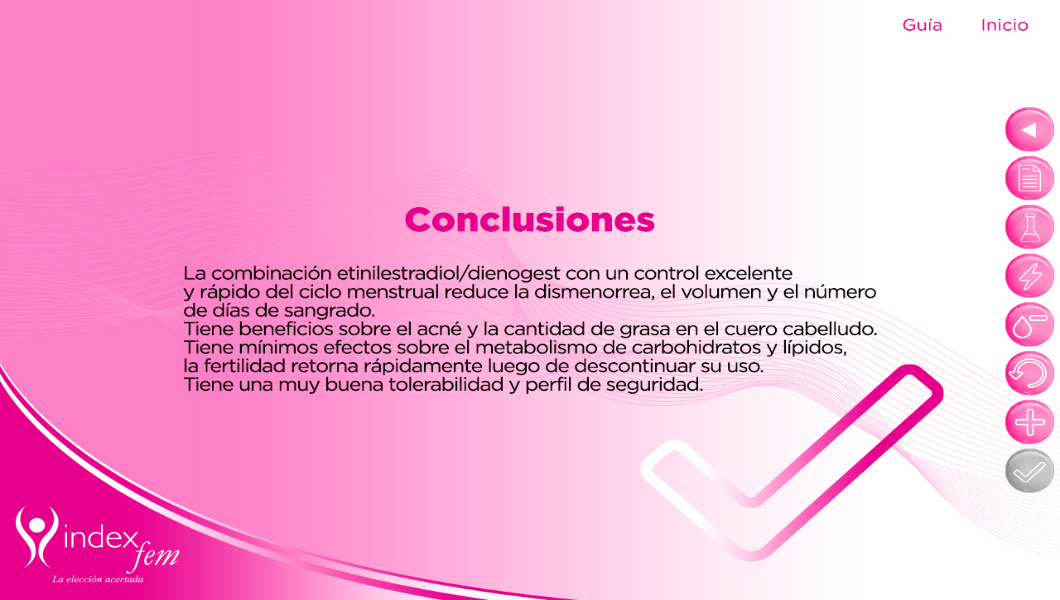 Guía Inicio
Conclusiones
La combinación etinilestradiol/dienogest con un control excelente
y rápido del ciclo menstrual reduce la dismenorrea, el volumen y el número
de días de sangrado.
Tiene beneficios sobre el acné y la cantidad de grasa en el cuero cabelludo.
Tiene mínimos efectos sobre el metabolismo de carbohidratos y lípidos,
la fertilidad retorna rápidamente luego de descontinuar su uso.
Tiene una muy buena tolerabilidad y perfil de seguridad.
index
fem
La elección acertada